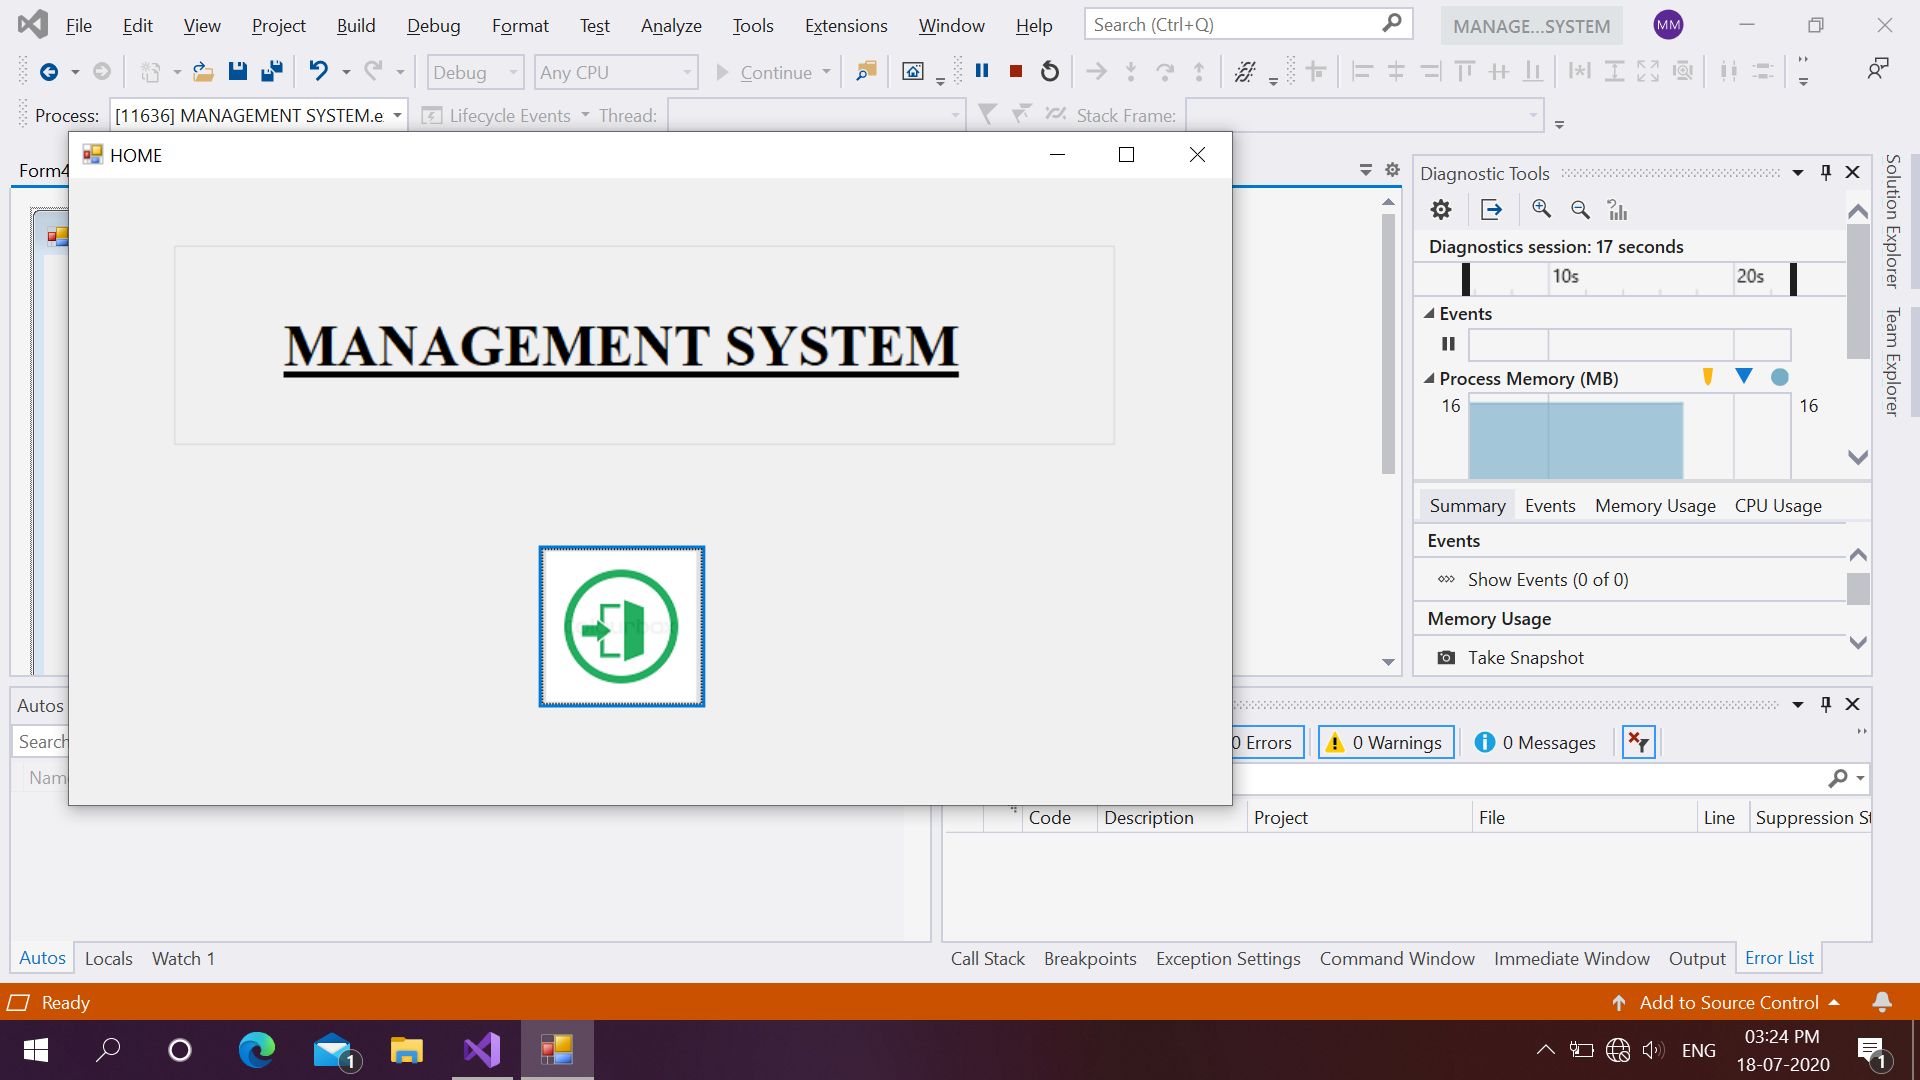 File Edit View Project Build Debug Format Test Analyze Tools Extensions Window Help Search (Ctrl+Q) MANAGE...SYSTEM MM
Debug Any CPU Continue
Process: [11636] MANAGEMENT SYSTEM.e Lifecycle Events Thread: Stack Frame:
HOME
Form4
MANAGEMENT SYSTEM
Diagnostic Tools
Diagnostics session: 17 seconds
10s 20s
Events
Process Memory (MB)
16 16
Summary Events Memory Usage CPU Usage
Events
Show Events (0 of 0)
Memory Usage
Take Snapshot
Solution Explorer
Team Explorer
Autos
Search
Name
0 Errors 0 Warnings 0 Messages
Code Description Project File Line Suppression St
Autos Locals Watch 1
Call Stack Breakpoints Exception Settings Command Window Immediate Window Output Error List
Ready Add to Source Control
1 ENG 03:24 PM 1
18-07-2020